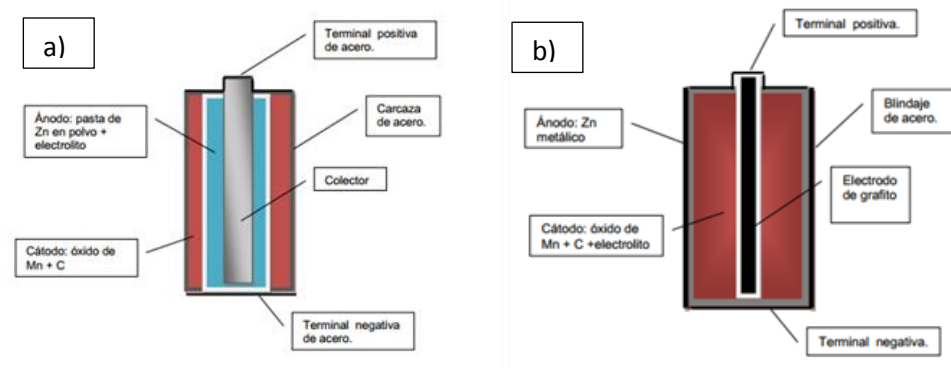 a)
Terminal positiva
de acero.
Ánodo: pasta de
Zn en polvo +
electrolito
Carcaza
de acero.
Colector
Cátodo: óxido de
Mn + C
Terminal negativa
de acero.
b)
Terminal positiva.
Ánodo: Zn
metálico
Blindaje
de acero.
Electrodo
de grafito
Cátodo: óxido de
Mn + C +electrolito
Terminal negativa.